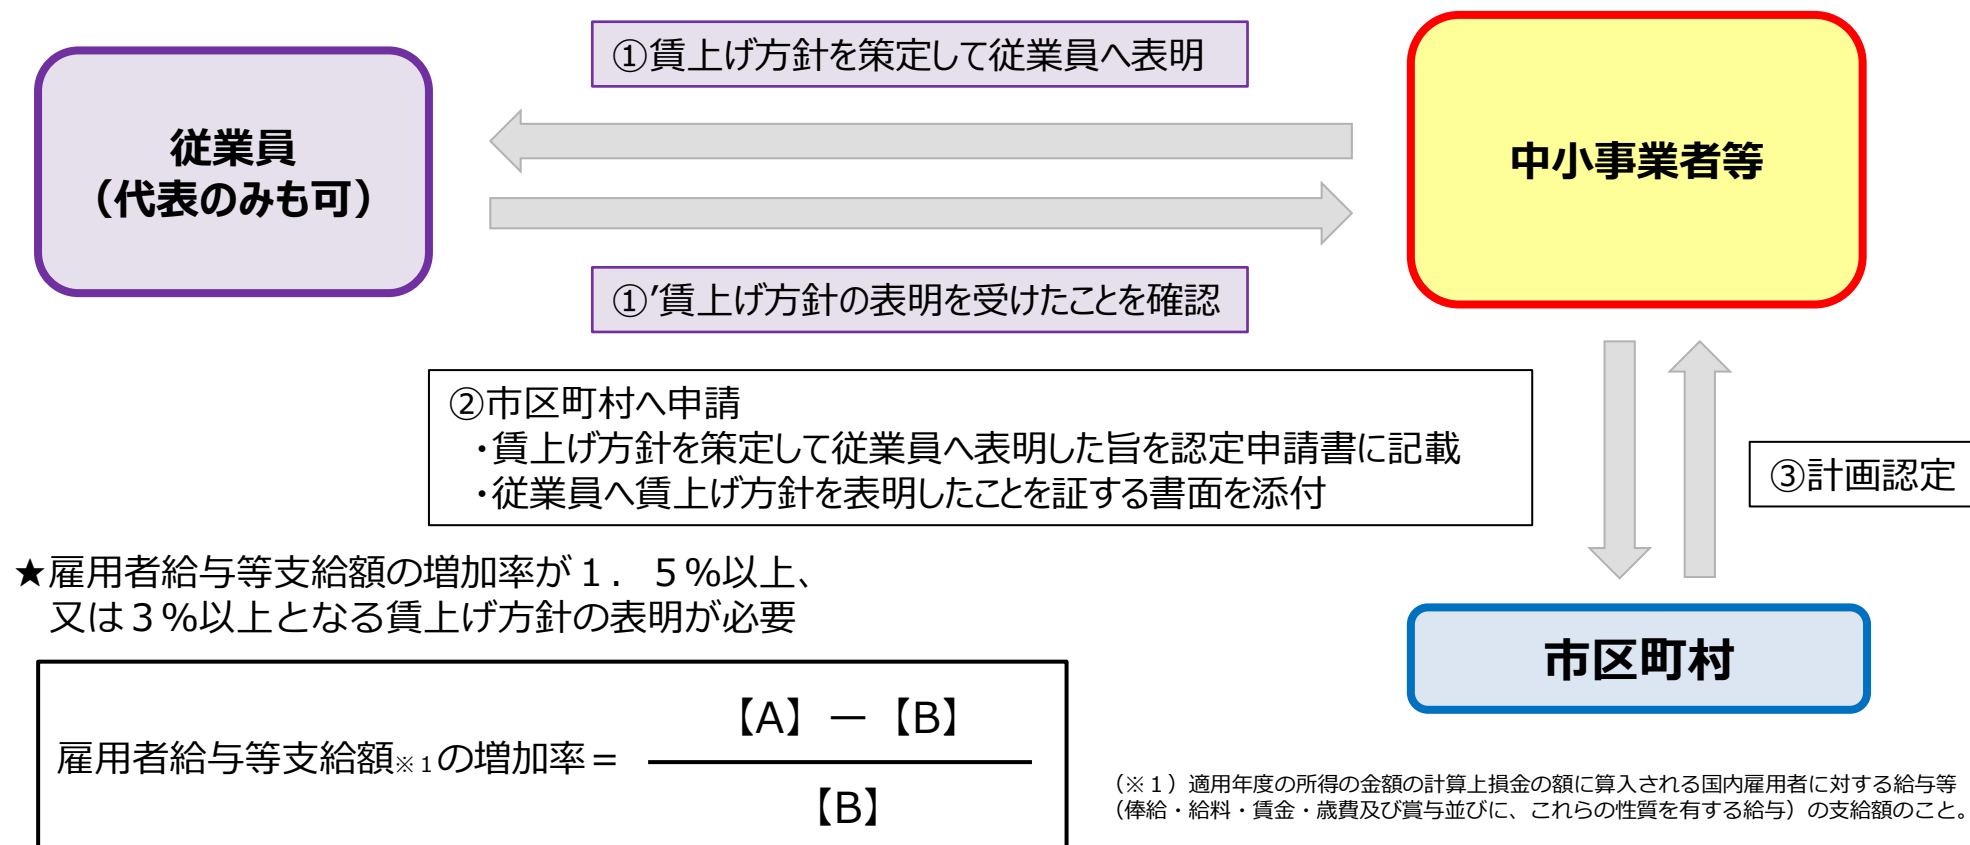 ①賃上げ方針を策定して従業員へ表明
従業員
（代表のみも可）
中小事業者等
①′賃上げ方針の表明を受けたことを確認
②市区町村へ申請
・賃上げ方針を策定して従業員へ表明した旨を認定申請書に記載
・従業員へ賃上げ方針を表明したことを証する書面を添付
③計画認定
★雇用者給与等支給額の増加率が１．５％以上、
又は３％以上となる賃上げ方針の表明が必要
市区町村
雇用者給与等支給額※１の増加率＝
【A】―【B】
【B】
（※１）適用年度の所得の金額の計算上損金の額に算入される国内雇用者に対する給与等
（俸給・給料・賃金・歳費及び賞与並びに、これらの性質を有する給与）の支給額のこと。